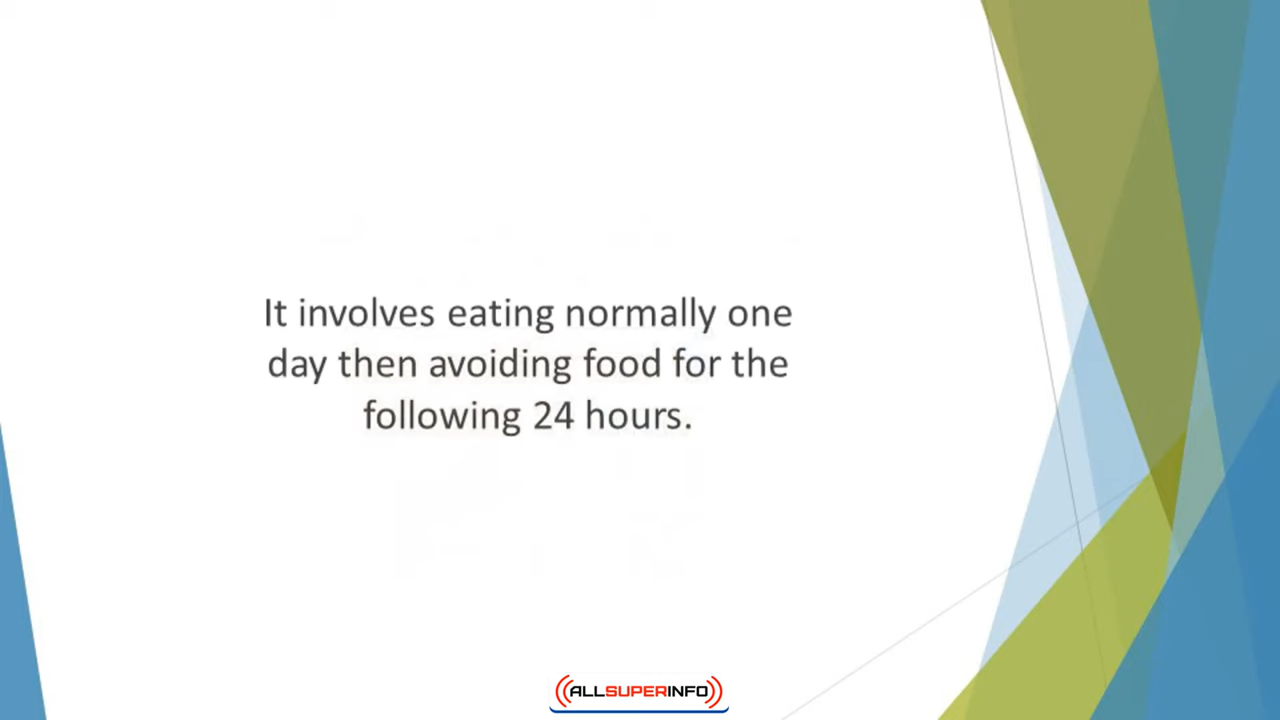 It involves eating normally one
day then avoiding food for the
following 24 hours.
ALLSUPERINFO